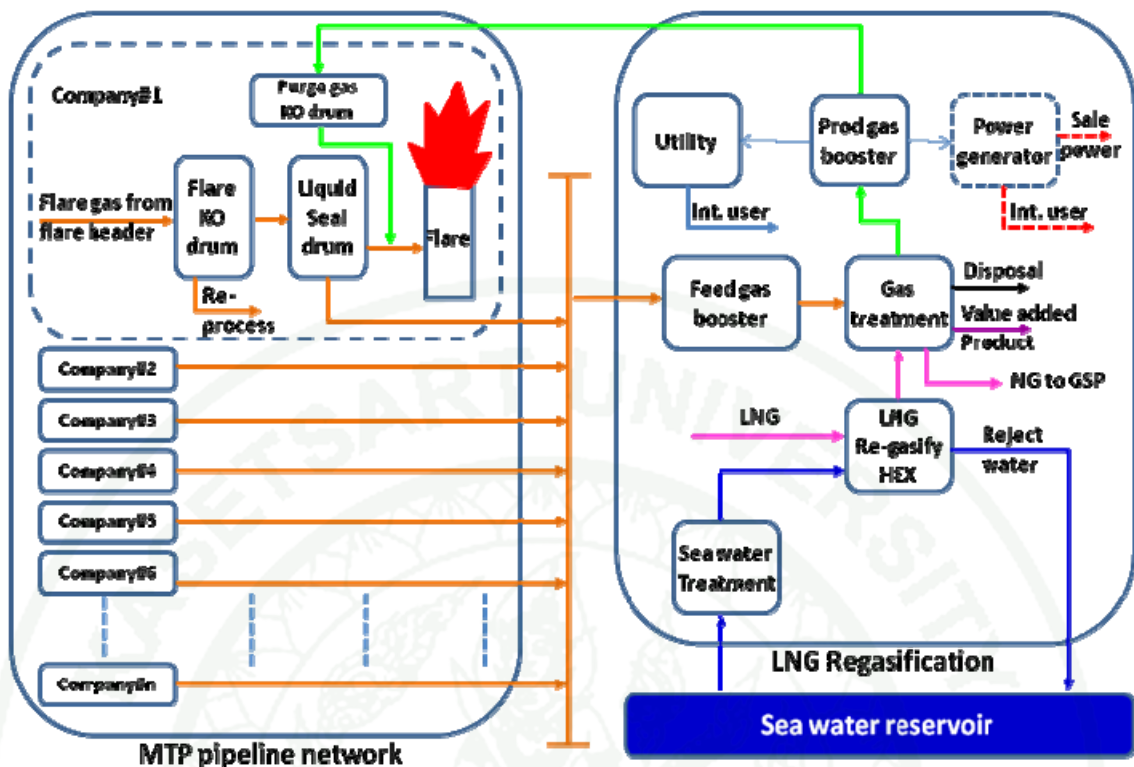 Company#1
Purge gas
KO drum
Flare gas from
flare header
Flare
KO
drum
Liquid
Seal
drum
Flare
Re-
process
Company#2
Company#3
Company#4
Company#5
Company#6
Company#n
MTP pipeline network
Utility
Prod gas
booster
Power
generator
Sale
power
Int. user
Int. user
Feed gas
booster
Gas
treatment
Disposal
Value added
Product
NG to GSP
LNG
LNG
Re-gasify
HEX
Reject
water
Sea water
Treatment
LNG Regasification
Sea water reservoir
KASETSART UNIVERSITY